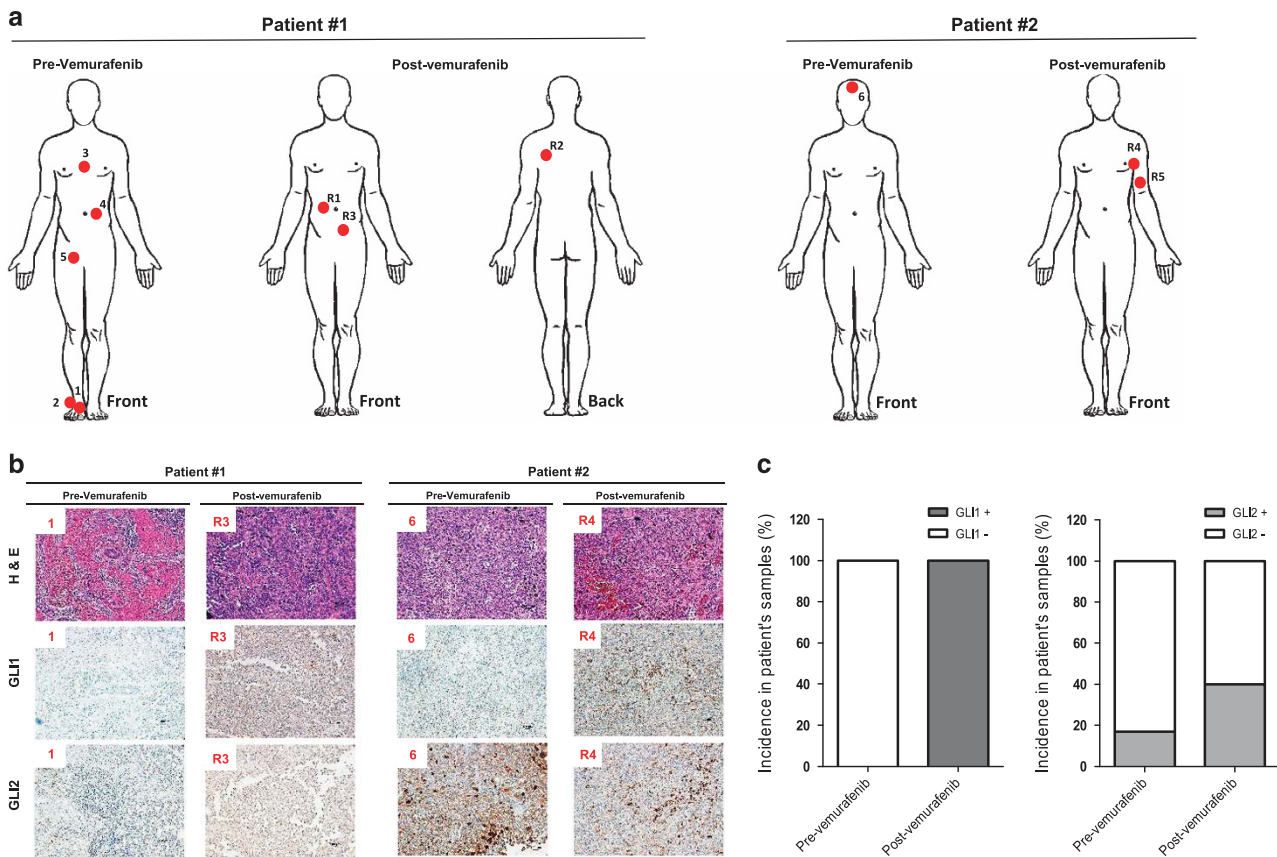 a
Patient #1
Patient #2
Pre-Vemurafenib
Post-vemurafenib
Pre-Vemurafenib
Post-vemurafenib
3
4
5
2
1
Front
R1
R3
Front
R2
Back
6
Front
R4
R5
Front
b
Patient #1
Patient #2
Pre-Vemurafenib
Post-vemurafenib
Pre-Vemurafenib
Post-vemurafenib
H & E
1
R3
6
R4
GLI1
1
R3
6
R4
GLI2
1
R3
6
R4
c
GLI1 +
GLI1 -
Incidence in patient's samples (%)
120
100
80
60
40
20
0
Pre-vemurafenib
Post-vemurafenib
GLI2 +
GLI2 -
Incidence in patient's samples (%)
120
100
80
60
40
20
0
Pre-vemurafenib
Post-vemurafenib